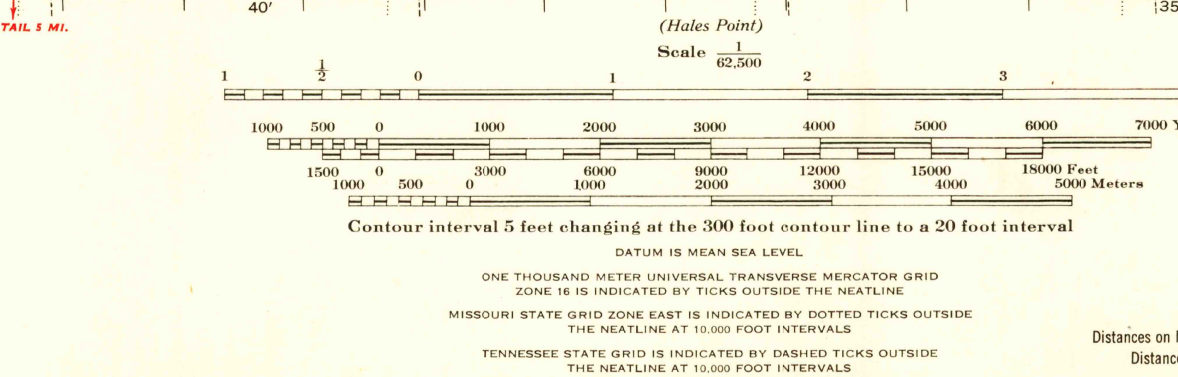 40'
35
TAIL 5 MI.
(Hales Point)
Scale 1/62,500
1 1/2 0 1 2 3
1000 500 0 1000 2000 3000 4000 5000 6000 7000 Y
1500 0 3000 6000 9000 12000 15000 18000 Feet
1000 500 0 1000 2000 3000 4000 5000 Meters
Contour interval 5 feet changing at the 300 foot contour line to a 20 foot interval
DATUM IS MEAN SEA LEVEL
ONE THOUSAND METER UNIVERSAL TRANSVERSE MERCATOR GRID
ZONE 16 IS INDICATED BY TICKS OUTSIDE THE NEATLINE
MISSOURI STATE GRID ZONE EAST IS INDICATED BY DOTTED TICKS OUTSIDE
THE NEATLINE AT 10,000 FOOT INTERVALS
Distances on
TENNESSEE STATE GRID IS INDICATED BY DASHED TICKS OUTSIDE
Distanc
THE NEATLINE AT 10,000 FOOT INTERVALS